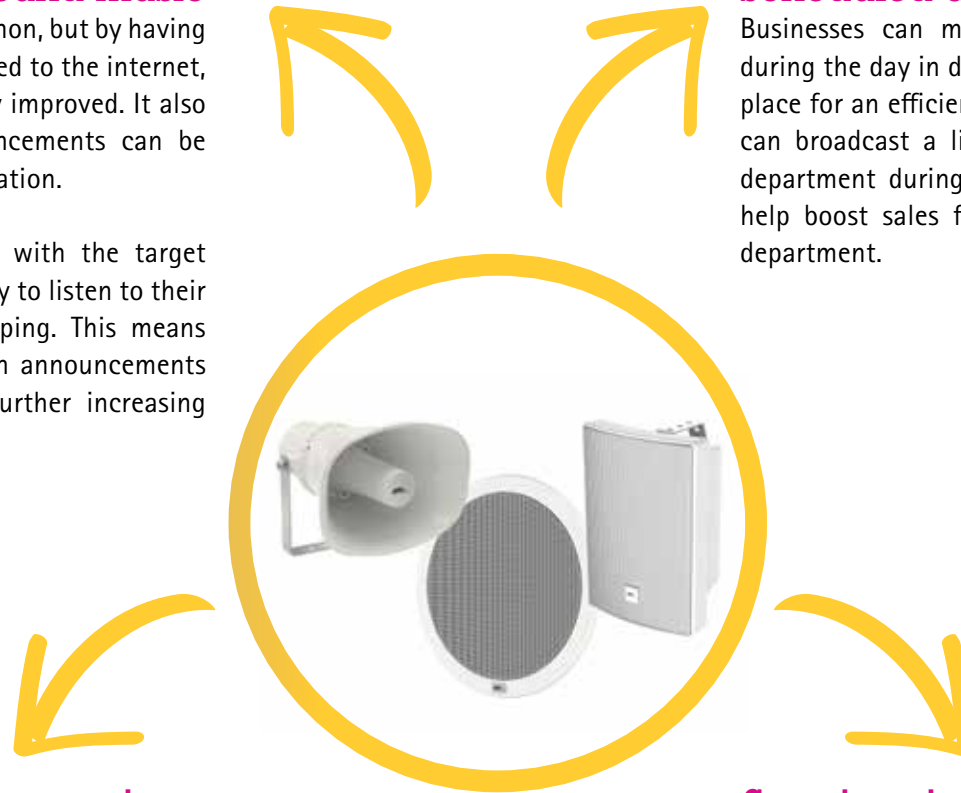 mon, but by having
ed to the internet,
y improved. It also
ncements can be
ation.
with the target
y to listen to their
ping. This means
n announcements
urther increasing
Businesses can m
during the day in d
place for an efficien
can broadcast a li
department during
help boost sales f
department.